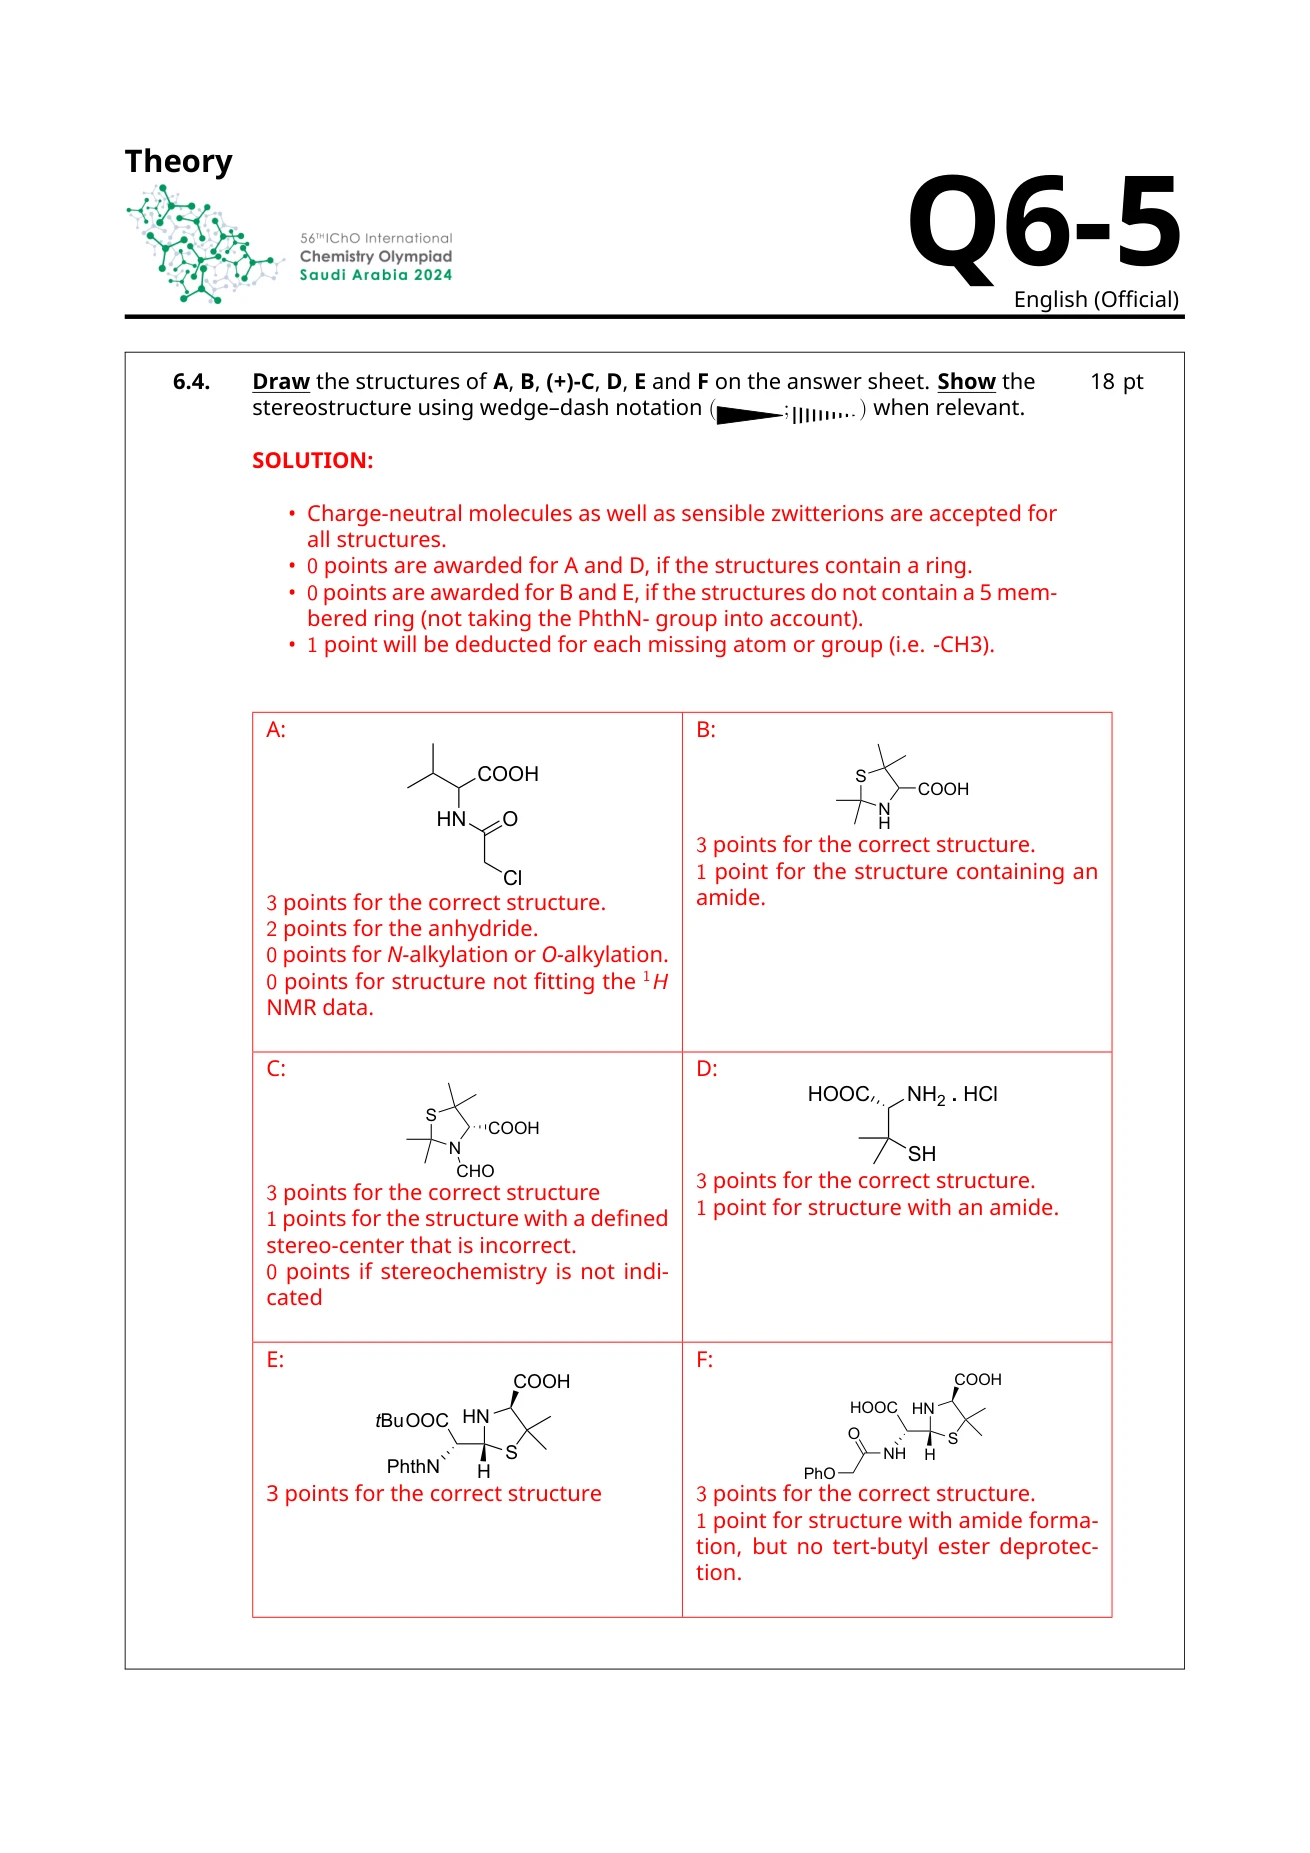 Theory
56ᵀᴴIChO International
Chemistry Olympiad
Saudi Arabia 2024
Q6-5
English (Official)
6.4. Draw the structures of A, B, (+)-C, D, E and F on the answer sheet. Show the 18 pt
stereostructure using wedge–dash notation ( ; ) when relevant.
SOLUTION:
• Charge-neutral molecules as well as sensible zwitterions are accepted for
all structures.
• 0 points are awarded for A and D, if the structures contain a ring.
• 0 points are awarded for B and E, if the structures do not contain a 5 mem-
bered ring (not taking the PhthN- group into account).
• 1 point will be deducted for each missing atom or group (i.e. -CH3).
A:
COOH
HN
O
Cl
3 points for the correct structure.
2 points for the anhydride.
0 points for N-alkylation or O-alkylation.
0 points for structure not fitting the ¹H
NMR data.
B:
S
COOH
N
H
3 points for the correct structure.
1 point for the structure containing an
amide.
C:
S
COOH
N
CHO
3 points for the correct structure
1 points for the structure with a defined
stereo-center that is incorrect.
0 points if stereochemistry is not indi-
cated
D:
HOOC NH₂ . HCl
SH
3 points for the correct structure.
1 point for structure with an amide.
E:
COOH
tBuOOC HN
S
PhthN H
3 points for the correct structure
F:
COOH
HOOC HN
O
S
NH H
PhO
3 points for the correct structure.
1 point for structure with amide forma-
tion, but no tert-butyl ester deprotec-
tion.